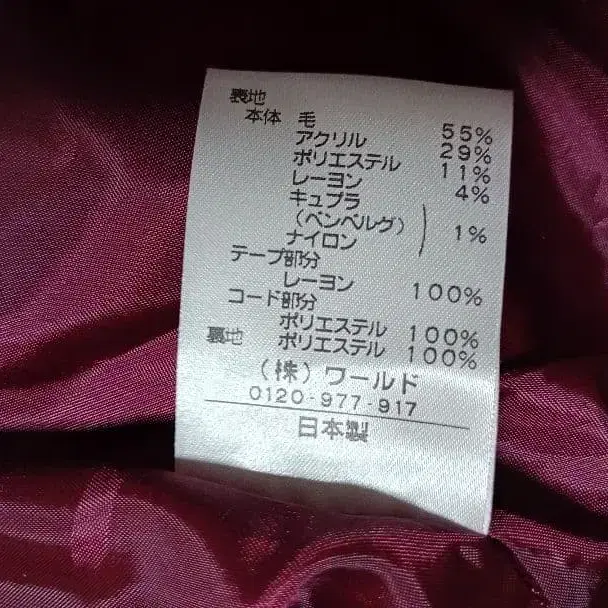 表地
本体 毛 55%
アクリル 29%
ポリエステル 11%
レーヨン 4%
キュプラ
(ベンベルグ) 1%
ナイロン
テープ部分
レーヨン 100%
コード部分
ポリエステル 100%
裏地 ポリエステル 100%
(株)ワールド
0120-977-917
日本製